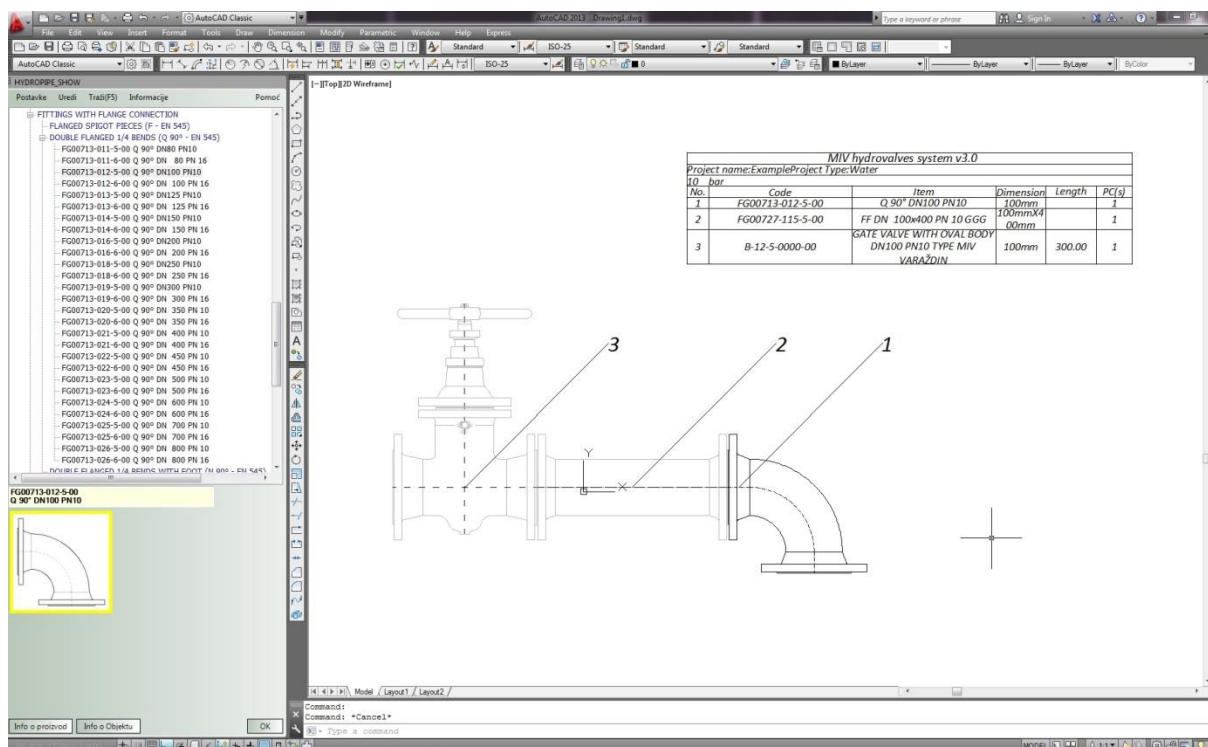 AutoCAD Classic
AutoCAD 2013 Drawing1.dwg
Type a keyword or phrase
Sign In
File Edit View Insert Format Tools Draw Dimension Modify Parametric Window Help Express
Standard ISO-25 Standard Standard
AutoCAD Classic ISO-25 0 ByLayer ByLayer ByLayer ByColor
HYDROPIPE_SHOW
Postavke Uredi Traži(F5) Informacije Pomoć
FITTINGS WITH FLANGE CONNECTION
FLANGED SPIGOT PIECES (F - EN 545)
DOUBLE FLANGED 1/4 BENDS (Q 90° - EN 545)
FG00713-011-5-00 Q 90° DN80 PN10
FG00713-011-6-00 Q 90° DN 80 PN 16
FG00713-012-5-00 Q 90° DN100 PN10
FG00713-012-6-00 Q 90° DN 100 PN 16
FG00713-013-5-00 Q 90° DN125 PN10
FG00713-013-6-00 Q 90° DN 125 PN 16
FG00713-014-5-00 Q 90° DN150 PN10
FG00713-014-6-00 Q 90° DN 150 PN 16
FG00713-016-5-00 Q 90° DN200 PN10
FG00713-016-6-00 Q 90° DN 200 PN 16
FG00713-018-5-00 Q 90° DN250 PN10
FG00713-018-6-00 Q 90° DN 250 PN 16
FG00713-019-5-00 Q 90° DN300 PN10
FG00713-019-6-00 Q 90° DN 300 PN 16
FG00713-020-5-00 Q 90° DN 350 PN 10
FG00713-020-6-00 Q 90° DN 350 PN 16
FG00713-021-5-00 Q 90° DN 400 PN 10
FG00713-021-6-00 Q 90° DN 400 PN 16
FG00713-022-5-00 Q 90° DN 450 PN 10
FG00713-022-6-00 Q 90° DN 450 PN 16
FG00713-023-5-00 Q 90° DN 500 PN 10
FG00713-023-6-00 Q 90° DN 500 PN 16
FG00713-024-5-00 Q 90° DN 600 PN 10
FG00713-024-6-00 Q 90° DN 600 PN 16
FG00713-025-5-00 Q 90° DN 700 PN 10
FG00713-025-6-00 Q 90° DN 700 PN 16
FG00713-026-5-00 Q 90° DN 800 PN 10
FG00713-026-6-00 Q 90° DN 800 PN 16
DOUBLE FLANGED 1/4 BENDS WITH FOOT (N 90° - EN 545)
FG00713-012-5-00
Q 90° DN100 PN10
Info o proizvod Info o Objektu OK
[−][Top][2D Wireframe]
MIV hydrovalves system v3.0
Project name:ExampleProject Type:Water
10 bar
No. Code Item Dimension Length PC(s)
1 FG00713-012-5-00 Q 90° DN100 PN10 100mm 1
2 FG00727-115-5-00 FF DN 100x400 PN 10 GGG 100mmX4 1
00mm
GATE VALVE WITH OVAL BODY
3 B-12-5-0000-00 DN100 PN10 TYPE MIV 100mm 300.00 1
VARAŽDIN
3 2 1
Y
X
Model Layout1 Layout2
Command:
Command: *Cancel*
Type a command
MODEL 1:1